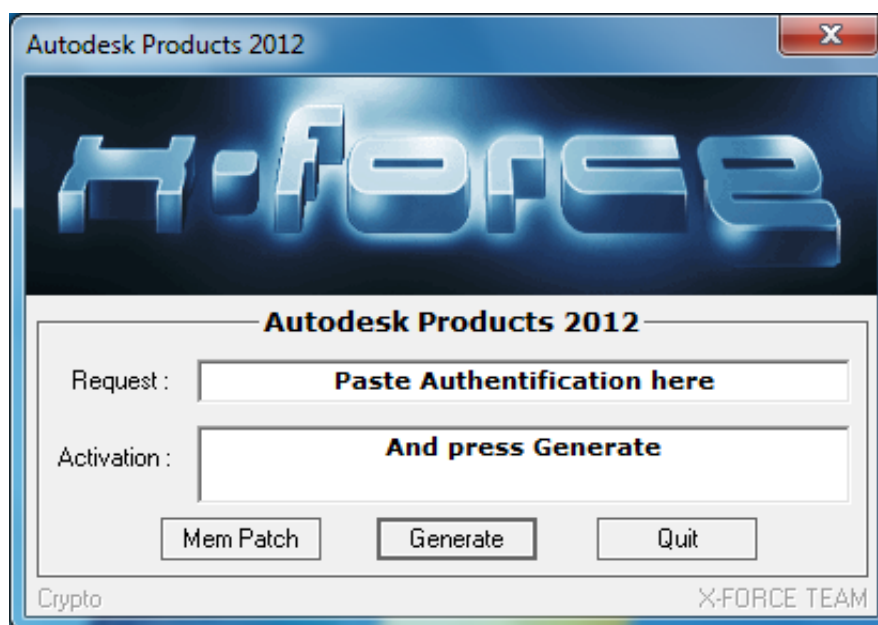 Autodesk Products 2012
x-force
Autodesk Products 2012
Request :
Paste Authentification here
Activation :
And press Generate
Mem Patch
Generate
Quit
Crypto
X-FORCE TEAM